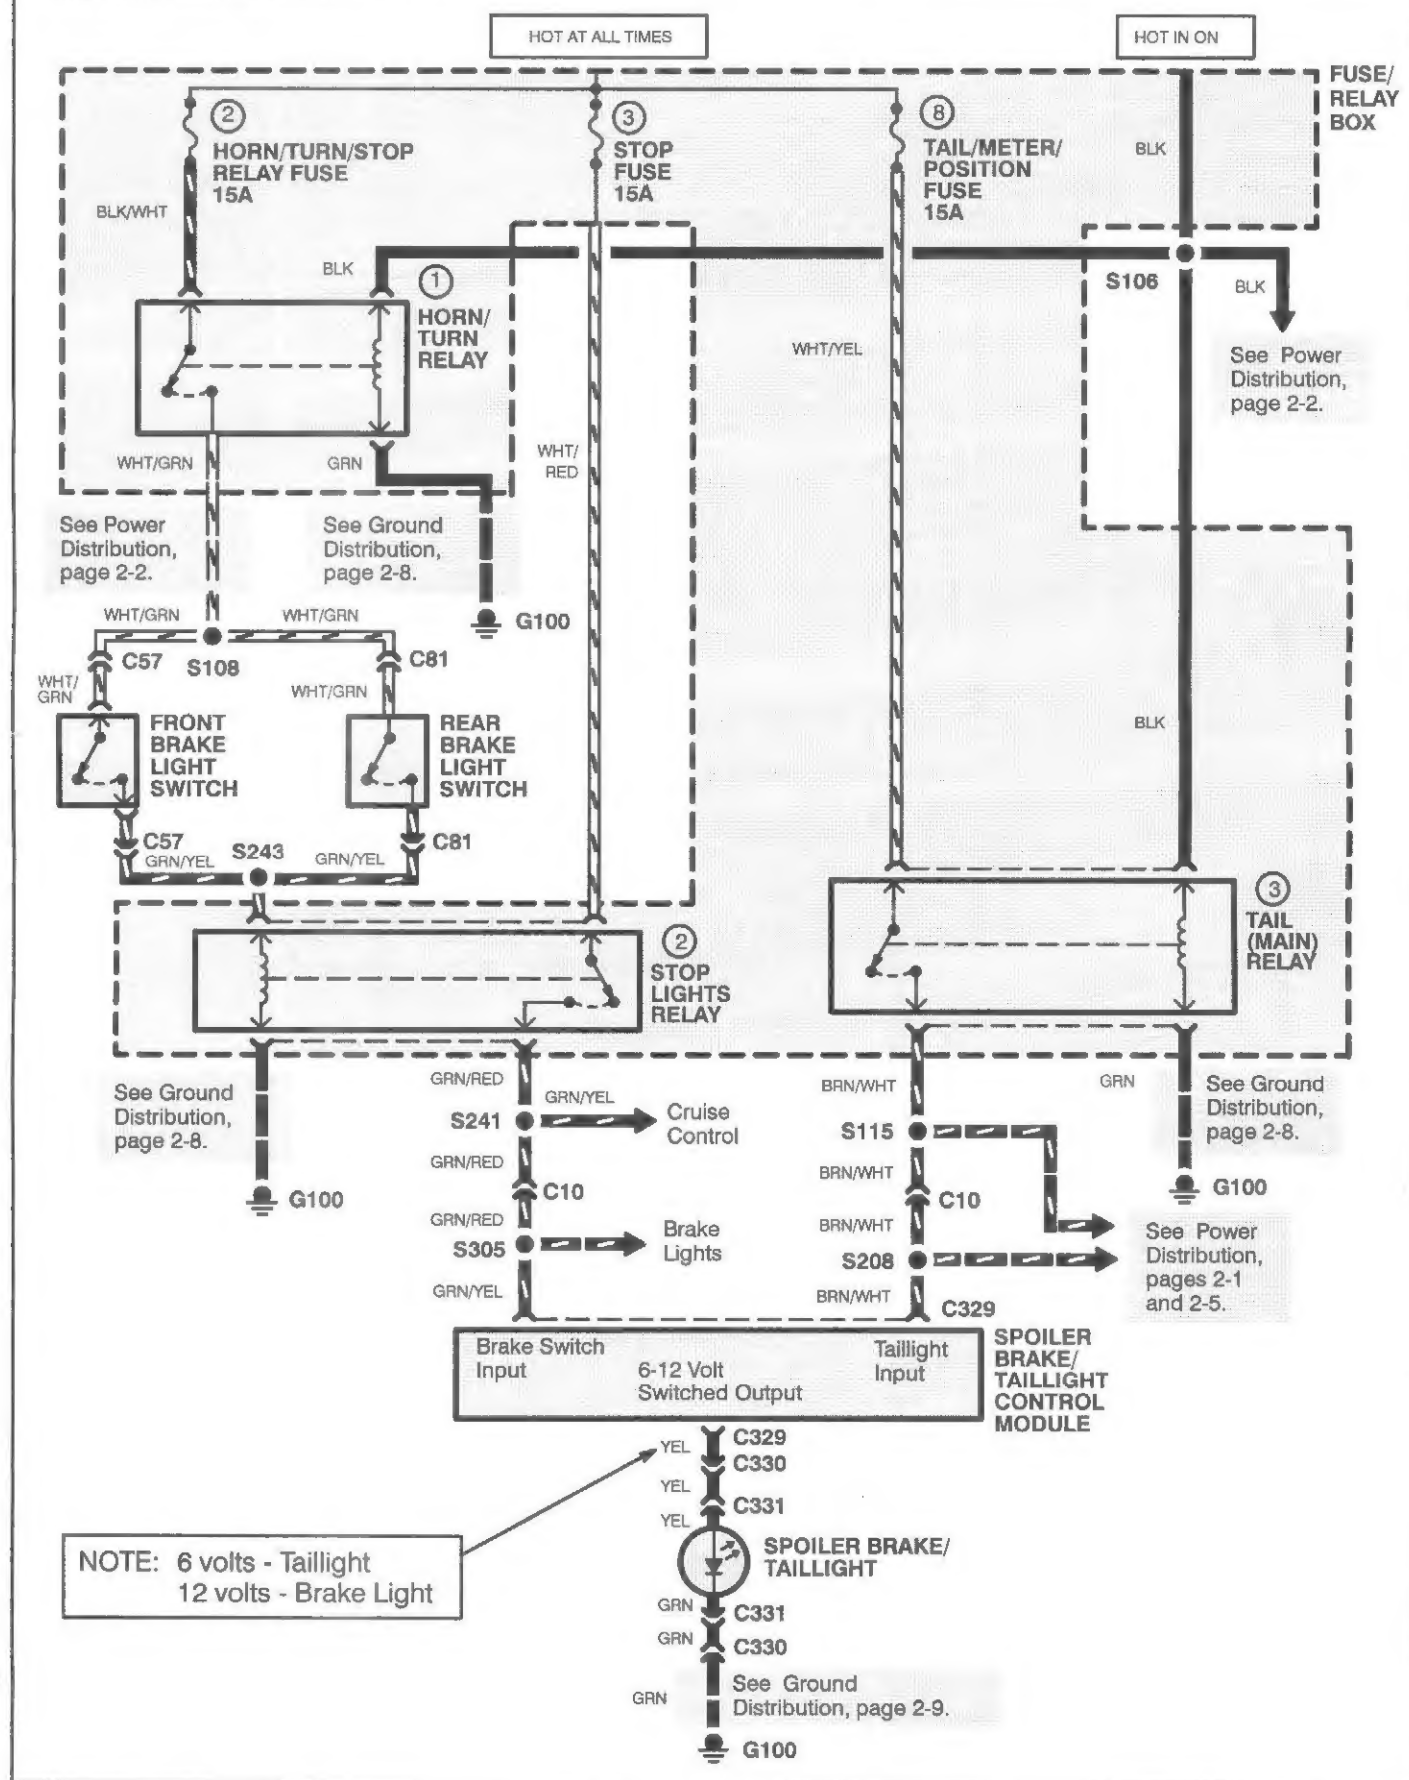 HOT AT ALL TIMES
HOT IN ON
FUSE/
RELAY
BOX
2
HORN/TURN/STOP
RELAY FUSE
15A
3
STOP
FUSE
15A
8
TAIL/METER/
POSITION
FUSE
15A
BLK
BLK/WHT
BLK
1
HORN/
TURN
RELAY
S106
BLK
See Power
Distribution,
page 2-2.
WHT/YEL
WHT/GRN
GRN
WHT/
RED
See Power
Distribution,
page 2-2.
See Ground
Distribution,
page 2-8.
WHT/GRN
WHT/GRN
G100
C57
S108
C81
WHT/
GRN
WHT/GRN
FRONT
BRAKE
LIGHT
SWITCH
REAR
BRAKE
LIGHT
SWITCH
BLK
C57
GRN/YEL
S243
GRN/YEL
C81
2
STOP
LIGHTS
RELAY
3
TAIL
(MAIN)
RELAY
See Ground
Distribution,
page 2-8.
GRN/RED
GRN/YEL
S241
Cruise
Control
GRN/RED
G100
C10
GRN/RED
S305
Brake
Lights
GRN/YEL
BRN/WHT
GRN
See Ground
Distribution,
page 2-8.
S115
BRN/WHT
C10
G100
BRN/WHT
S208
See Power
Distribution,
pages 2-1
and 2-5.
BRN/WHT
C329
Brake Switch
Input
6-12 Volt
Switched Output
Taillight
Input
SPOILER
BRAKE/
TAILLIGHT
CONTROL
MODULE
YEL
C329
C330
YEL
C331
YEL
NOTE: 6 volts - Taillight
12 volts - Brake Light
SPOILER BRAKE/
TAILLIGHT
GRN
C331
GRN
C330
GRN
See Ground
Distribution, page 2-9.
G100